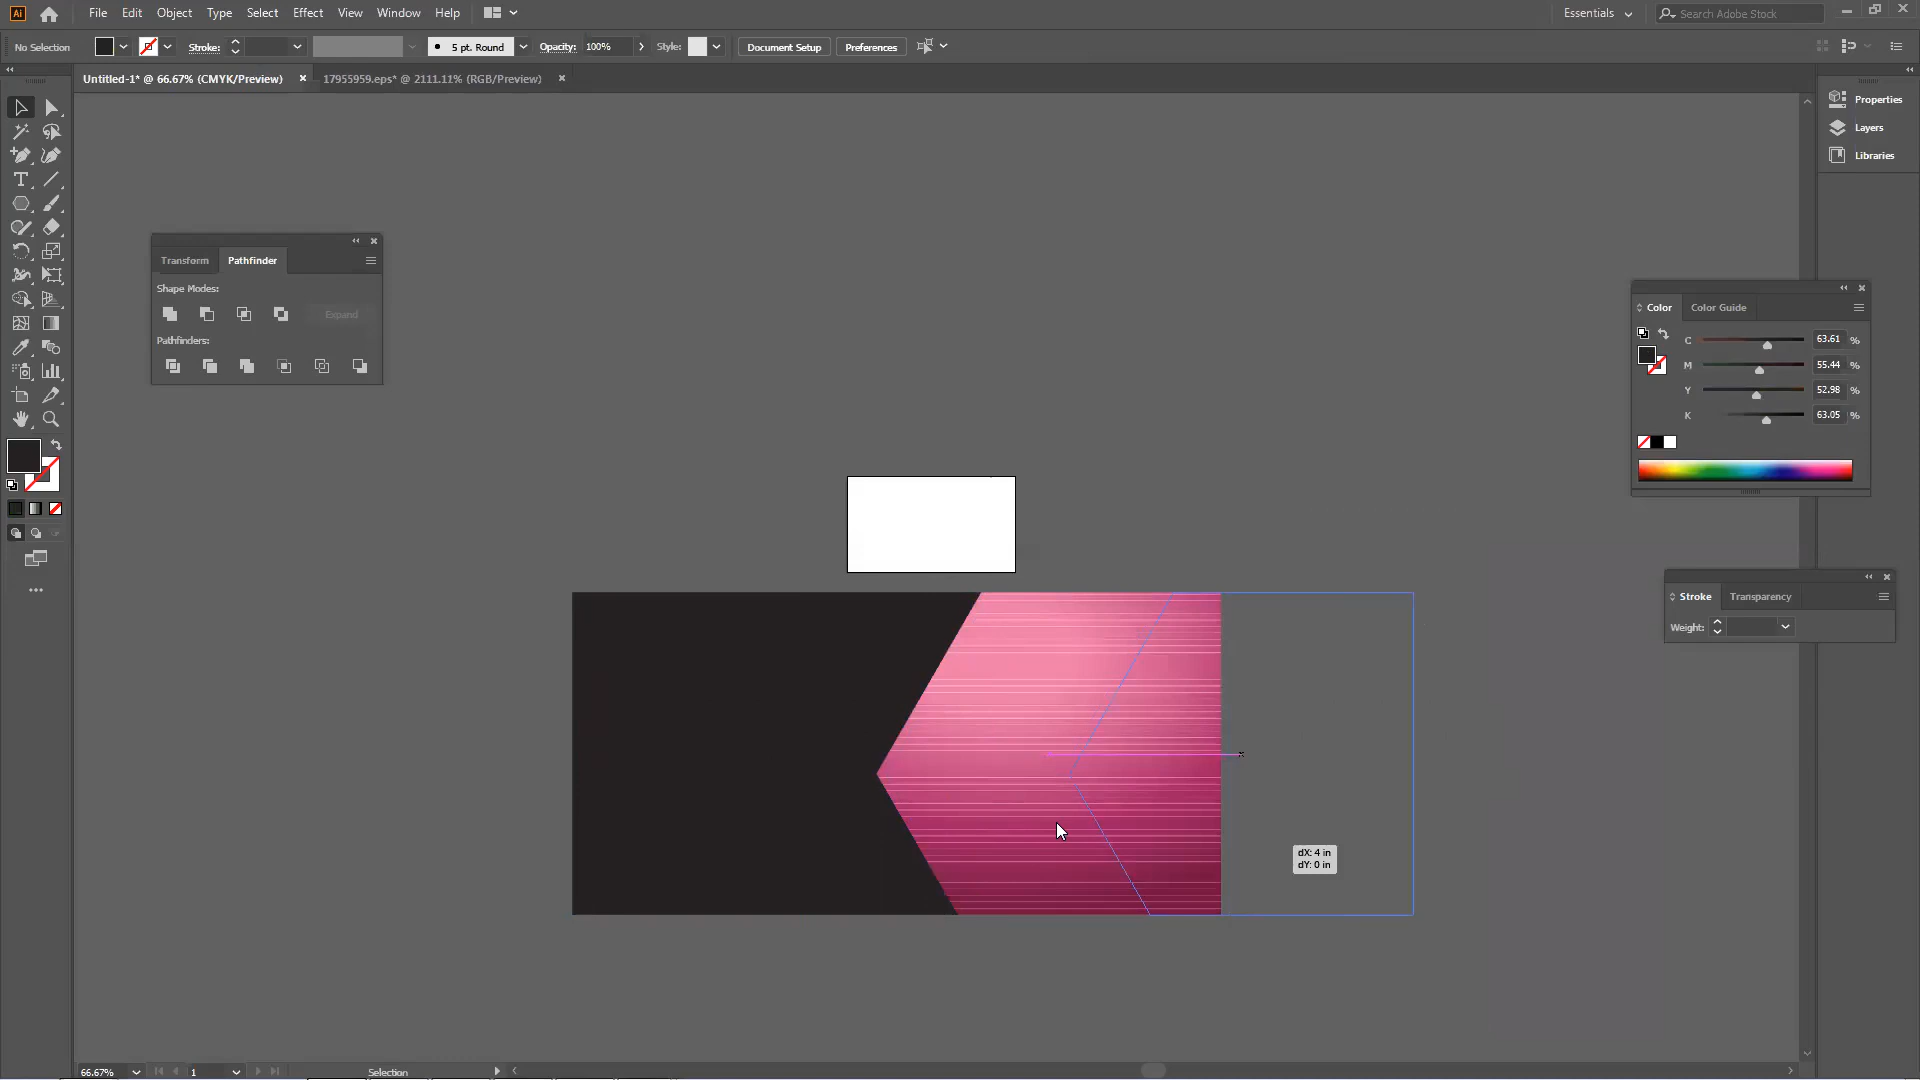 Ai File Edit Object Type Select Effect View Window Help Essentials Search Adobe Stock
No Selection Stroke: 5 pt. Round Opacity: 100% Style: Document Setup Preferences
Untitled-1* @ 66.67% (CMYK/Preview) 17955959.eps* @ 2111.11% (RGB/Preview)
Properties
Layers
Libraries
Transform Pathfinder
Shape Modes:
Expand
Pathfinders:
Color Color Guide
C 63.61 %
M 55.44 %
Y 52.98 %
K 63.05 %
Stroke Transparency
Weight:
dX: 4 in
dY: 0 in
66.67% 1 Selection